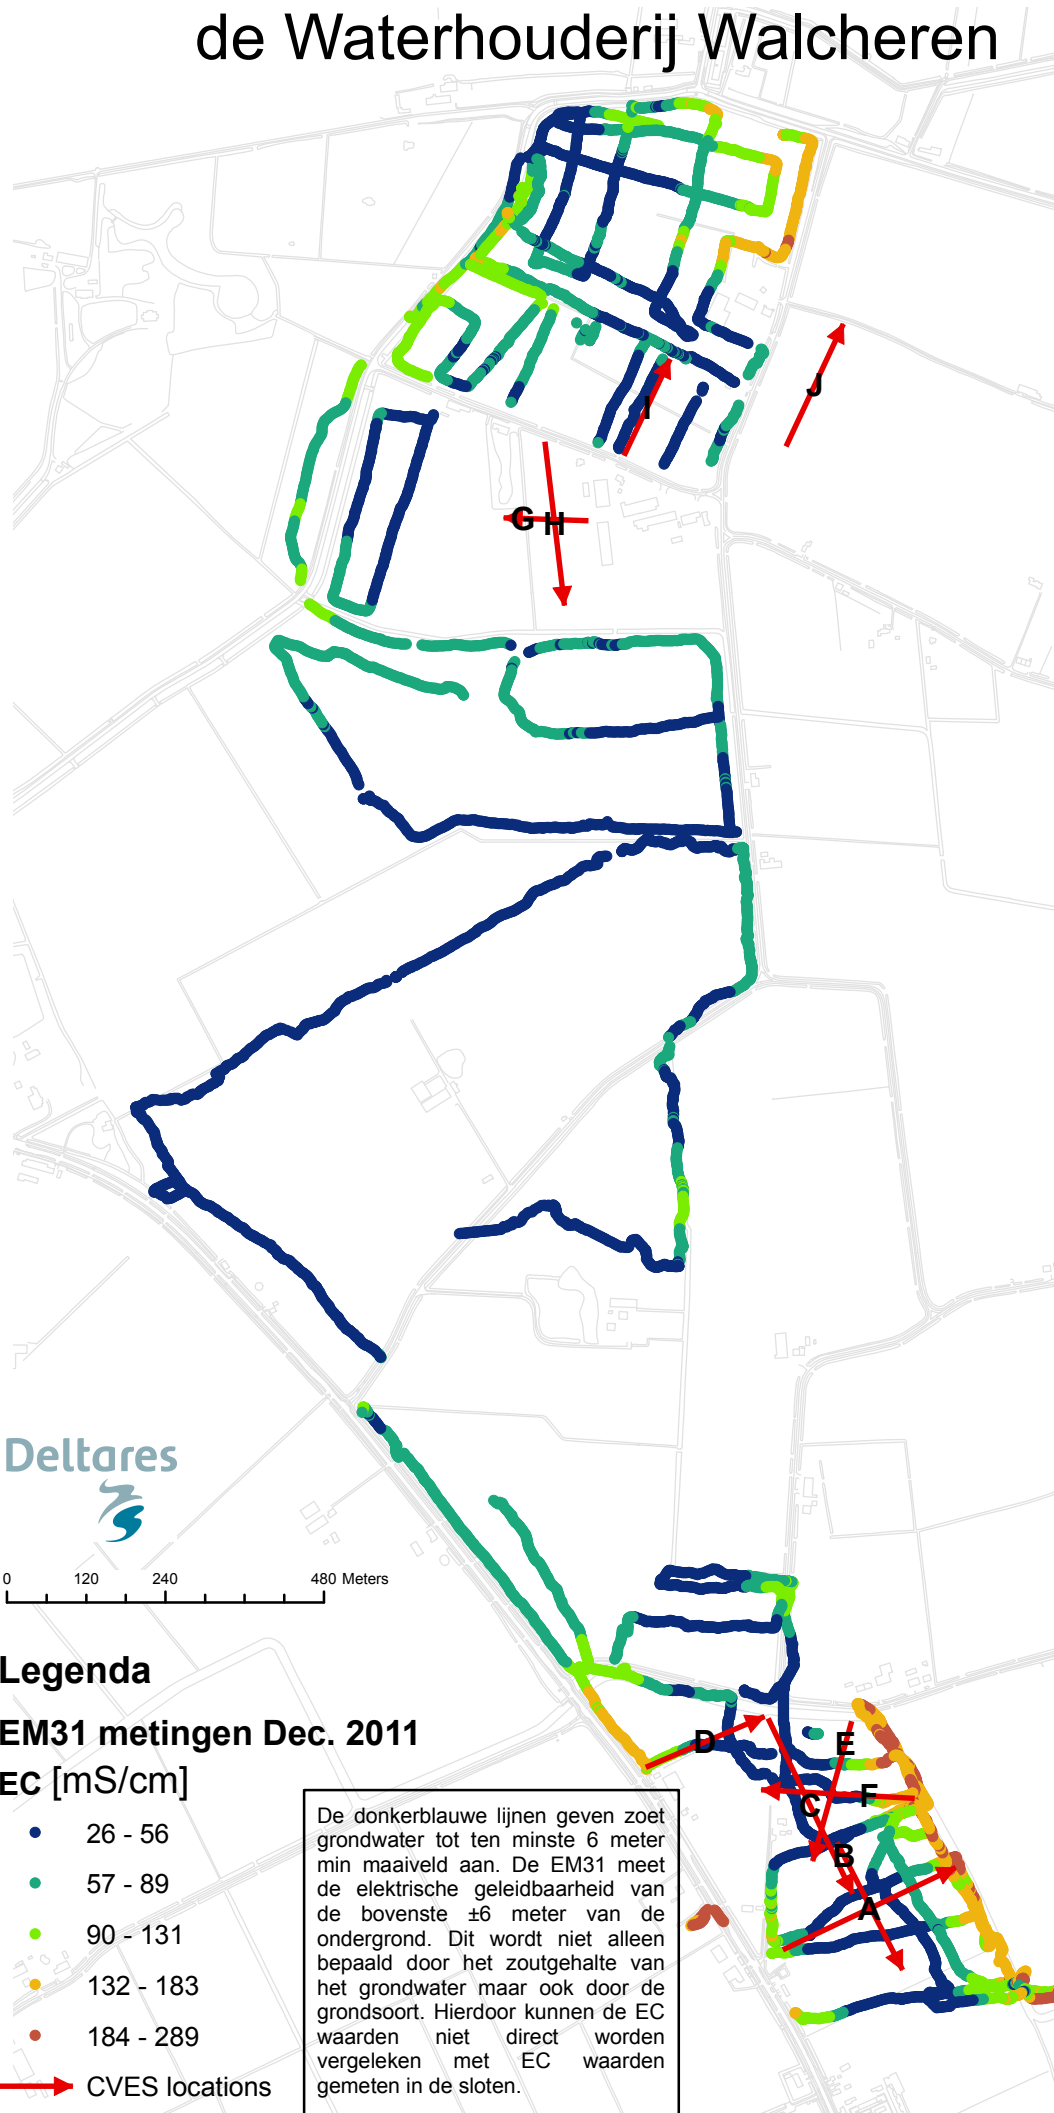 de Waterhouderij Walcheren
J
I
G H
Deltares
0 120 240 480 Meters
Legenda
EM31 metingen Dec. 2011
EC [mS/cm]
26 - 56
57 - 89
90 - 131
132 - 183
184 - 289
CVES locations
De donkerblauwe lijnen geven zoet
grondwater tot ten minste 6 meter
min maaiveld aan. De EM31 meet
de elektrische geleidbaarheid van
de bovenste ±6 meter van de
ondergrond. Dit wordt niet alleen
bepaald door het zoutgehalte van
het grondwater maar ook door de
grondsoort. Hierdoor kunnen de EC
waarden niet direct worden
vergeleken met EC waarden
gemeten in de sloten.
D
E
F
C
B
A